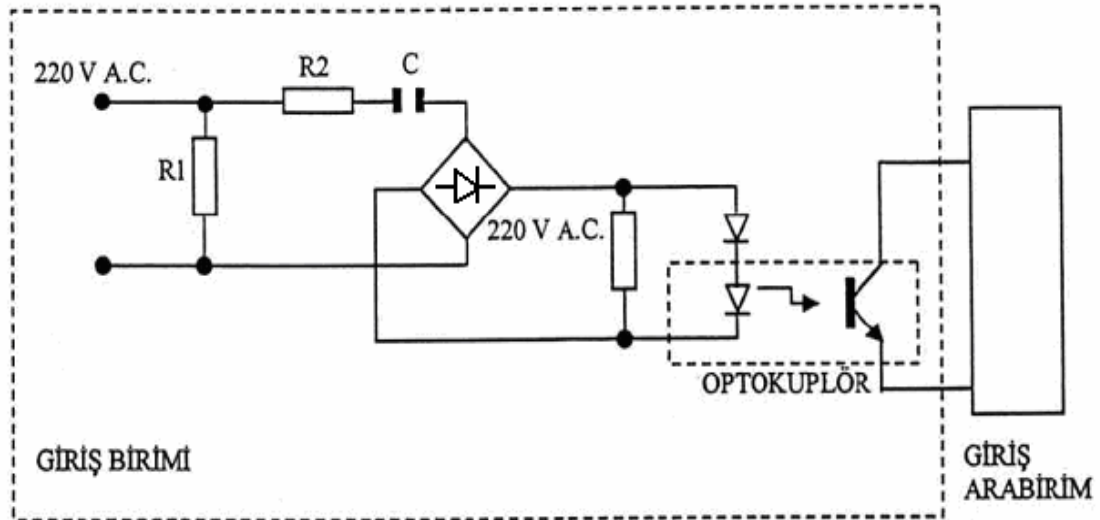 220 V A.C.
R2
C
R1
220 V A.C.
OPTOKUPLÖR
GİRİŞ BİRİMİ
GİRİŞ
ARABİRİM